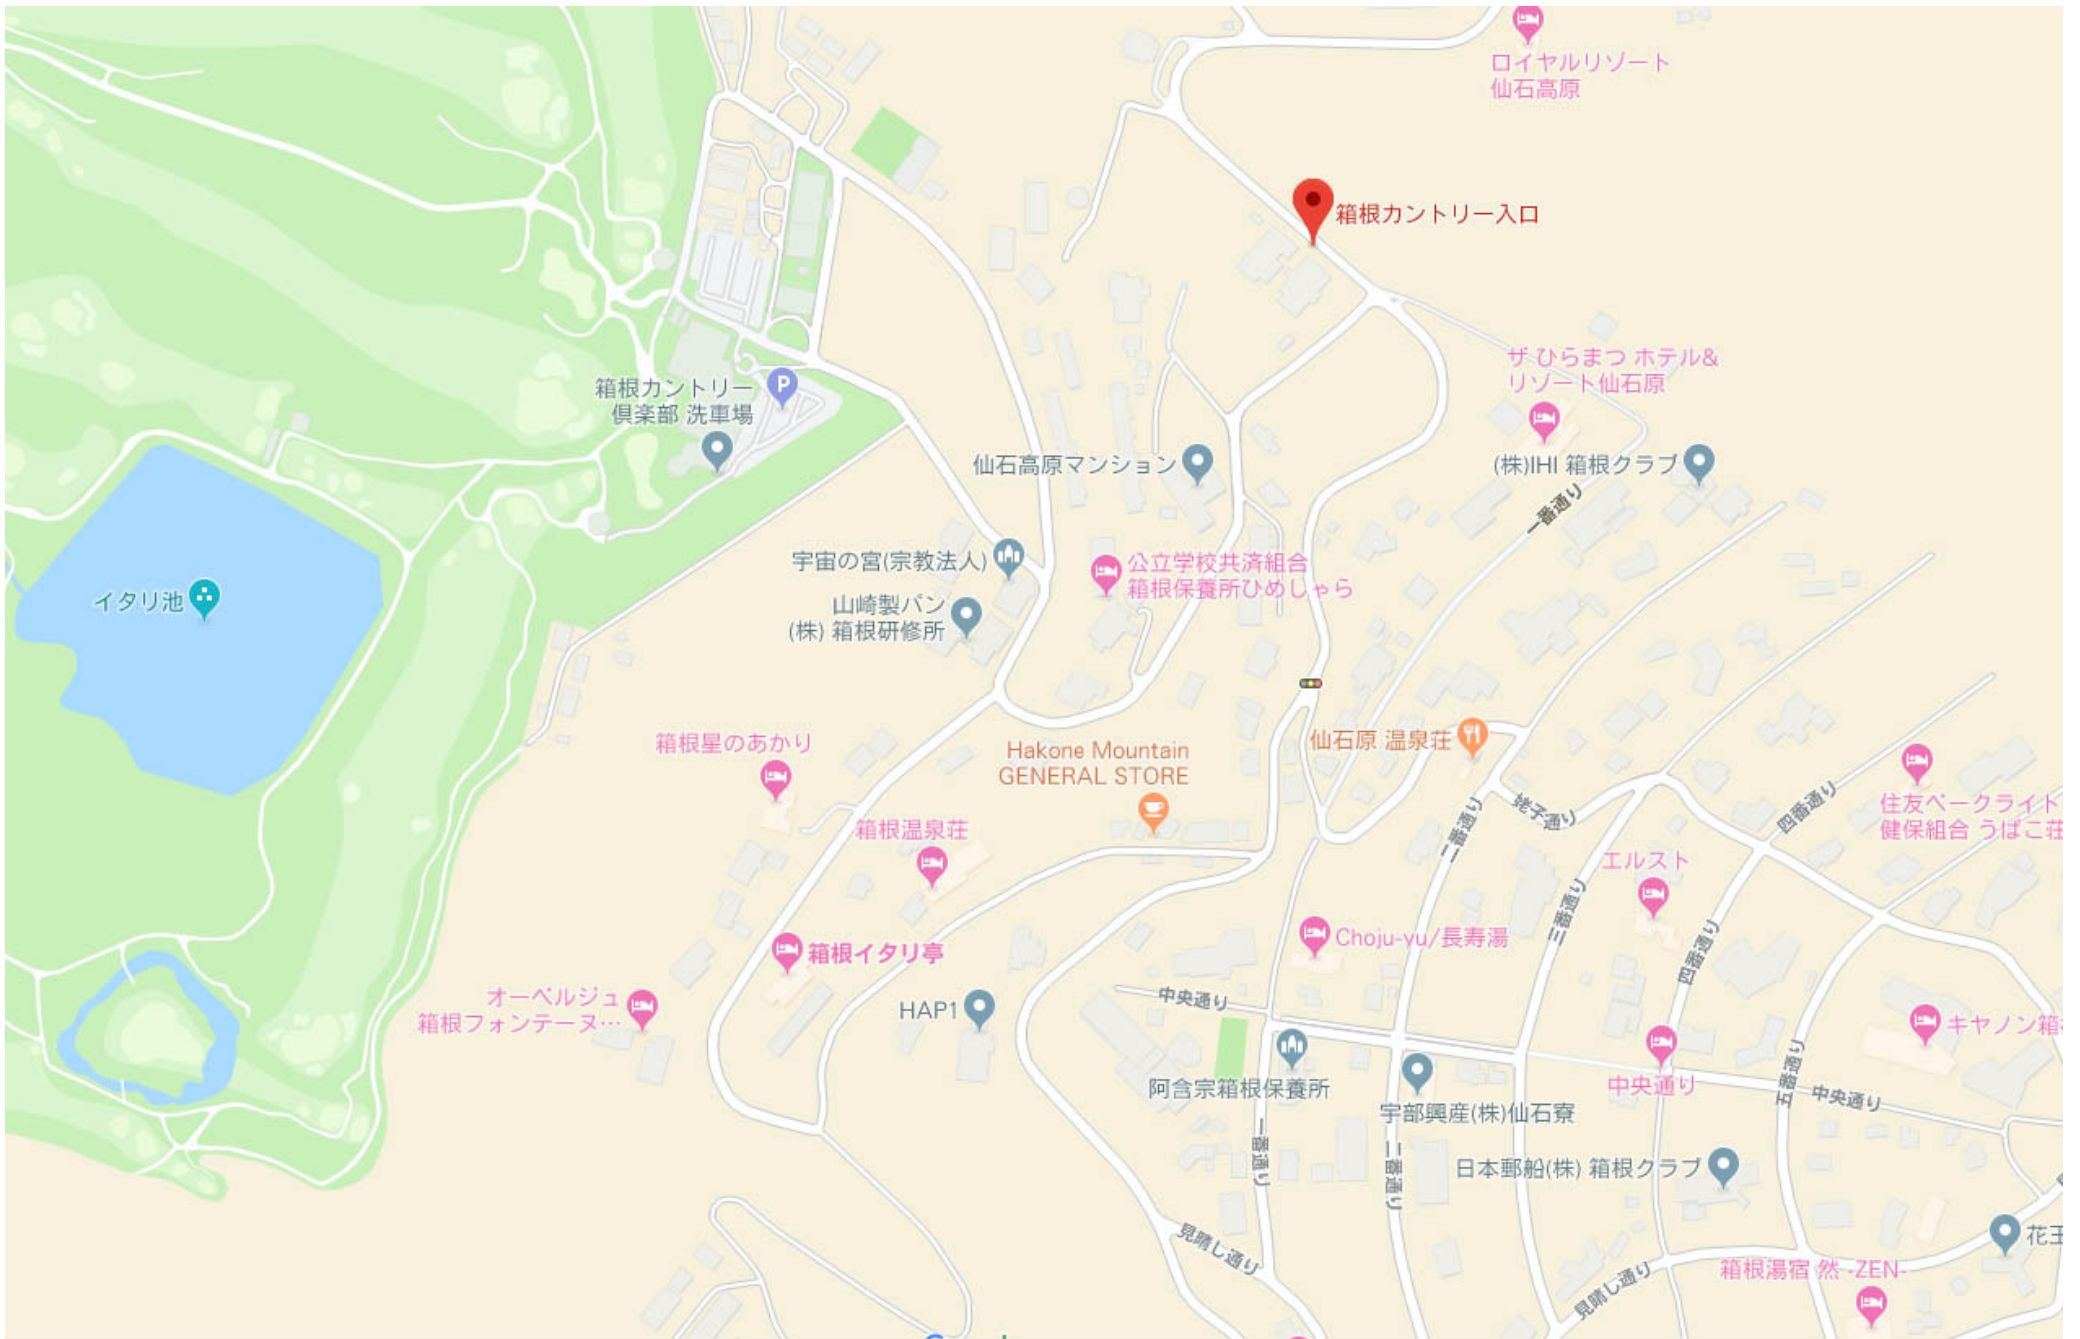 ロイヤルリゾート
仙石高原
箱根カントリー入口
ザ ひらまつ ホテル&
リゾート仙石原
箱根カントリー
倶楽部 洗車場
P
仙石高原マンション
(株)IHI 箱根クラブ
一番通り
宇宙の宮(宗教法人)
公立学校共済組合
箱根保養所ひめしゃら
イタリ池
山崎製パン
(株) 箱根研修所
箱根星のあかり
Hakone Mountain
GENERAL STORE
仙石原 温泉荘
箱根温泉荘
二番通り
姥子通り
四番通り
住友ベークライト
健保組合 うばこ荘
エルスト
三番通り
四番通り
箱根イタリ亭
Choju-yu/長寿湯
オーベルジュ
箱根フォンテーヌ…
HAP1
中央通り
キヤノン箱
阿含宗箱根保養所
宇部興産(株)仙石寮
中央通り
五番通り
中央通り
一番通り
二番通り
日本郵船(株) 箱根クラブ
見晴し通り
花王
箱根湯宿 然 -ZEN-
見晴し通り